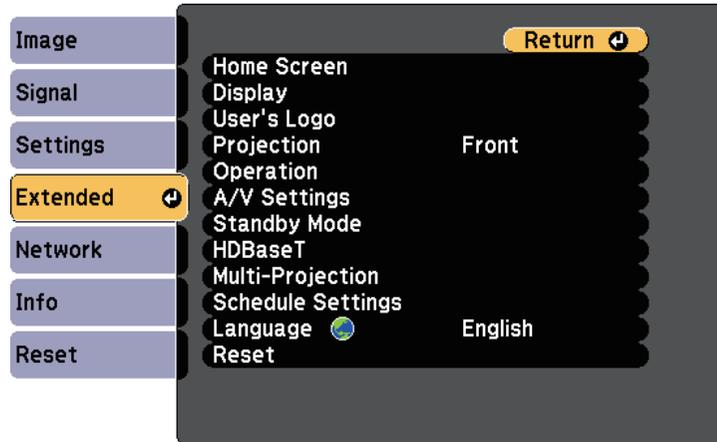 Image
Signal
Settings
Extended
Network
Info
Reset
Return
Home Screen
Display
User's Logo
Projection Front
Operation
A/V Settings
Standby Mode
HDBaseT
Multi-Projection
Schedule Settings
Language English
Reset